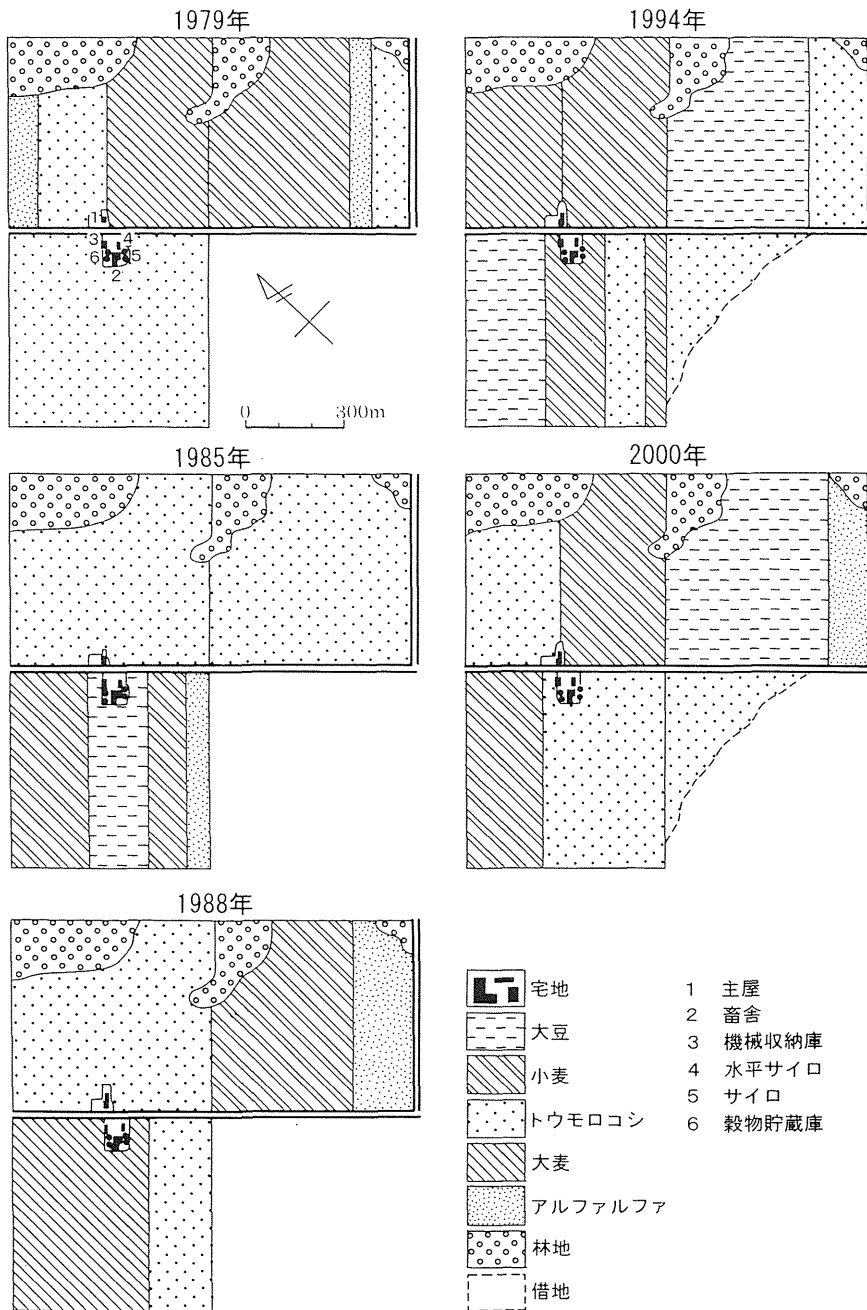 1979年
1
3 4
6 5
2
0 300m
1985年
1988年
1994年
2000年
宅地
大豆
小麦
トウモロコシ
大麦
アルファルファ
林地
借地
1 主屋
2 畜舎
3 機械収納庫
4 水平サイロ
5 サイロ
6 穀物貯蔵庫